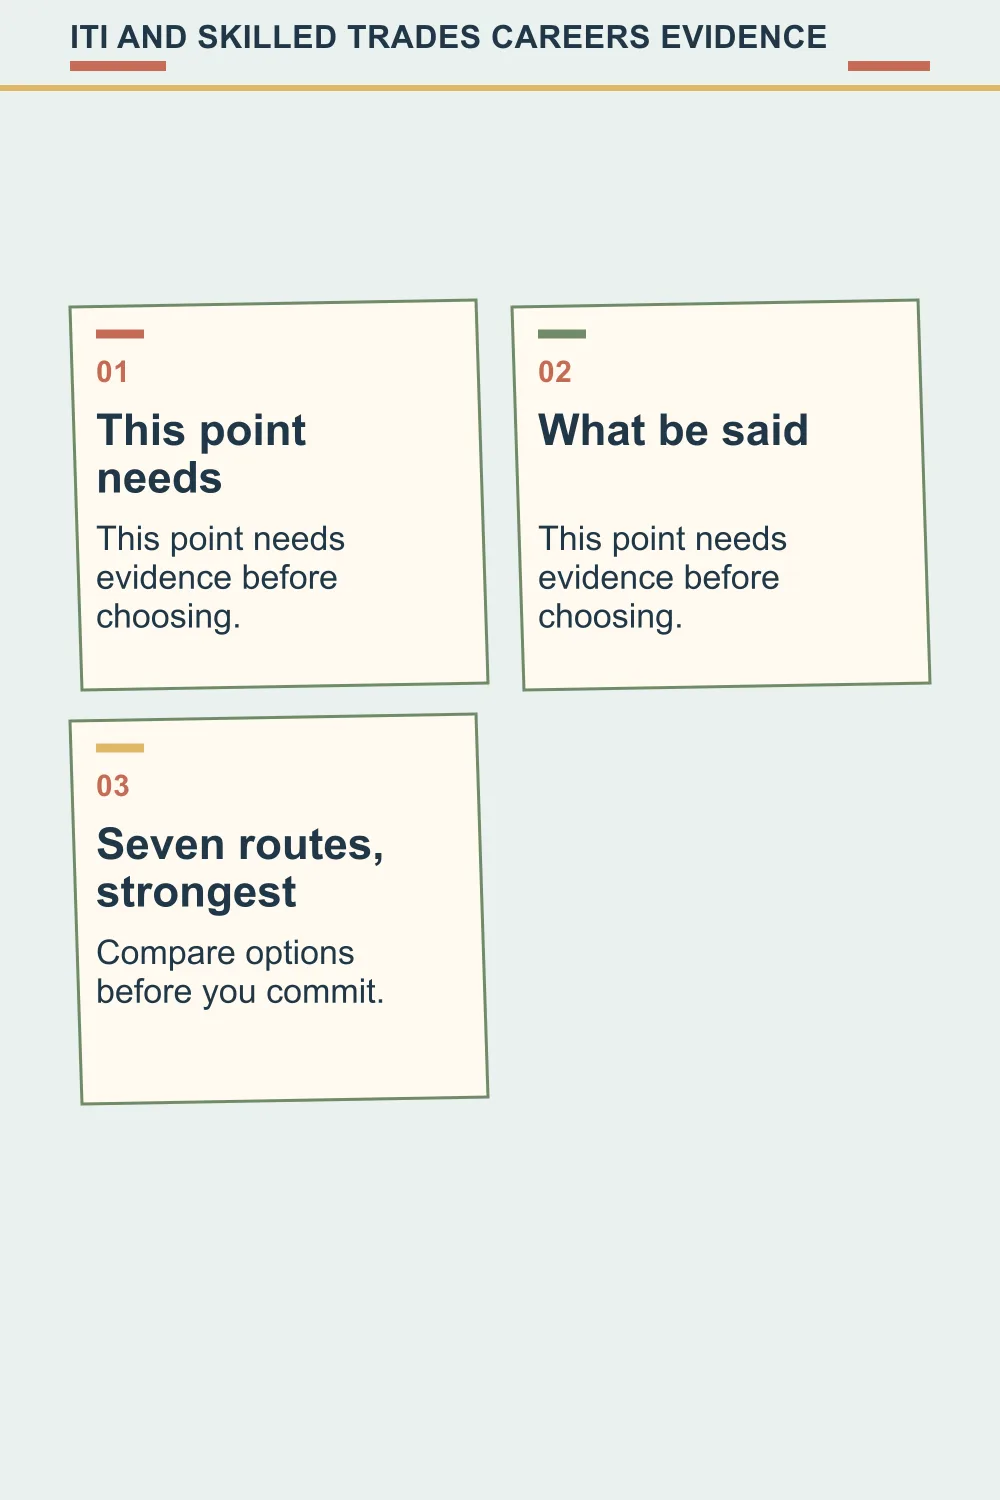 ITI AND SKILLED TRADES CAREERS EVIDENCE
01
This point
needs
This point needs
evidence before
choosing.
02
What be said
This point needs
evidence before
choosing.
03
Seven routes,
strongest
Compare options
before you commit.